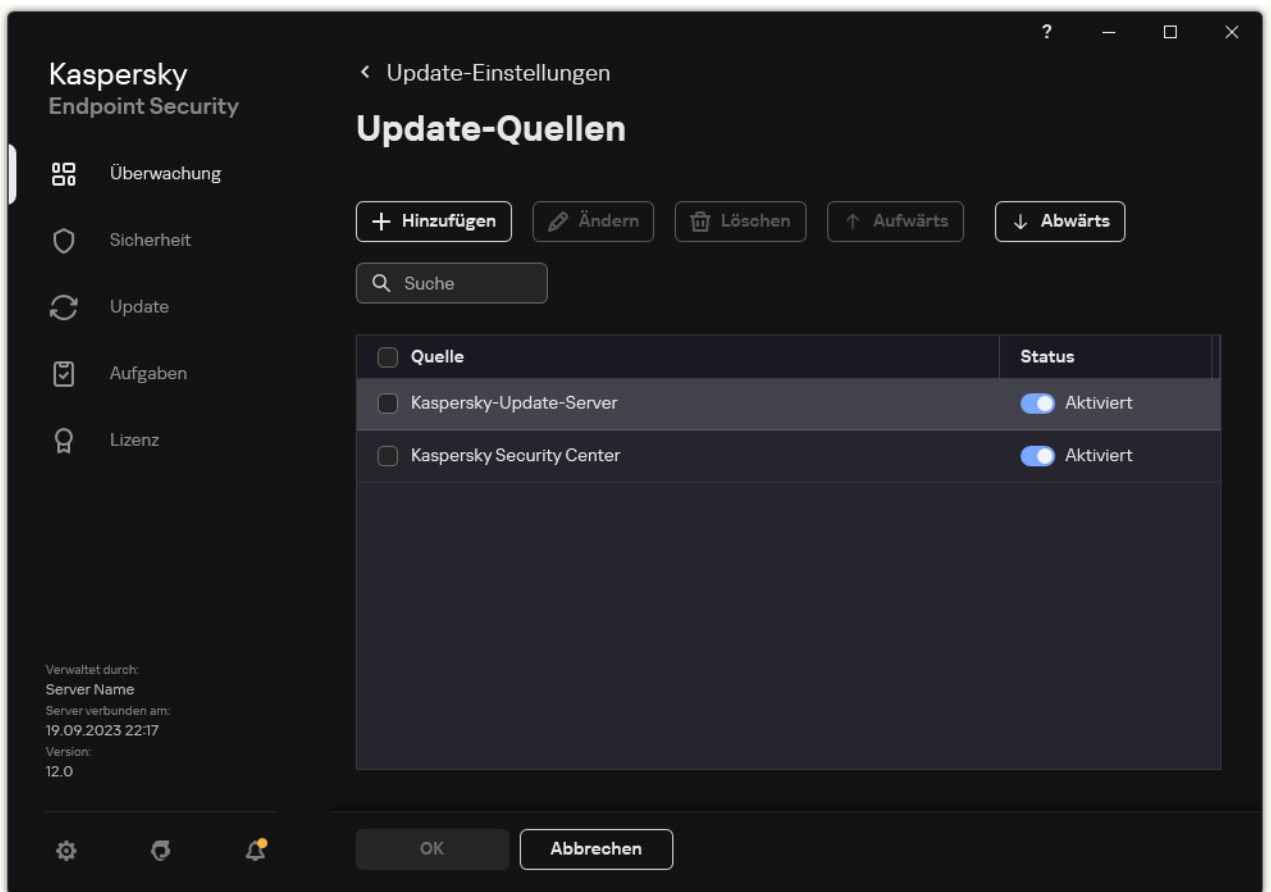 ?
Kaspersky
Endpoint Security
Überwachung
Sicherheit
Update
Aufgaben
Lizenz
Verwaltet durch:
Server Name
Server verbunden am:
19.09.2023 22:17
Version:
12.0
Update-Einstellungen
Update-Quellen
Hinzufügen Ändern Löschen Aufwärts Abwärts
Suche
Quelle Status
Kaspersky-Update-Server Aktiviert
Kaspersky Security Center Aktiviert
OK Abbrechen